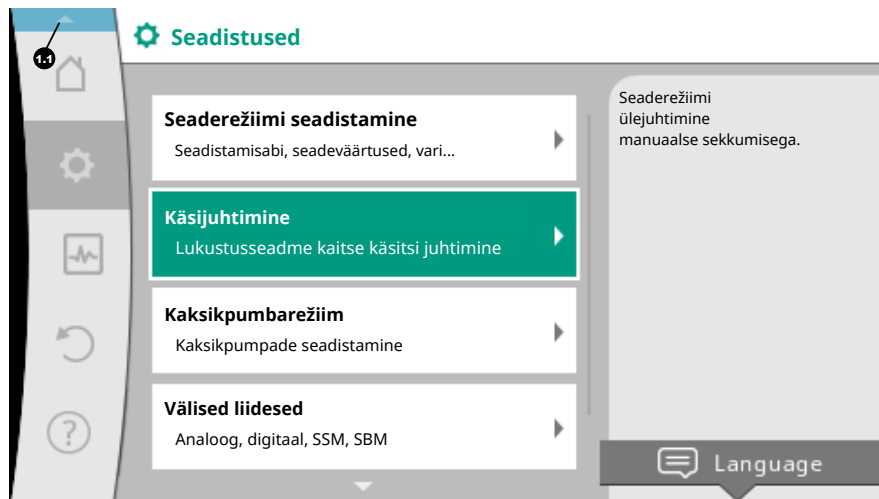 1.1
Seadistused
Seaderežiimi seadistamine
Seadistamisabi, seadeväärtused, vari...
Käsijuhtimine
Lukustusseadme kaitse käsitsi juhtimine
Kaksikpumbarežiim
Kaksikpumpade seadistamine
Välised liidesed
Analoog, digitaal, SSM, SBM
Seaderežiimi
ülejuhtimine
manuaalse sekkumisega.
Language